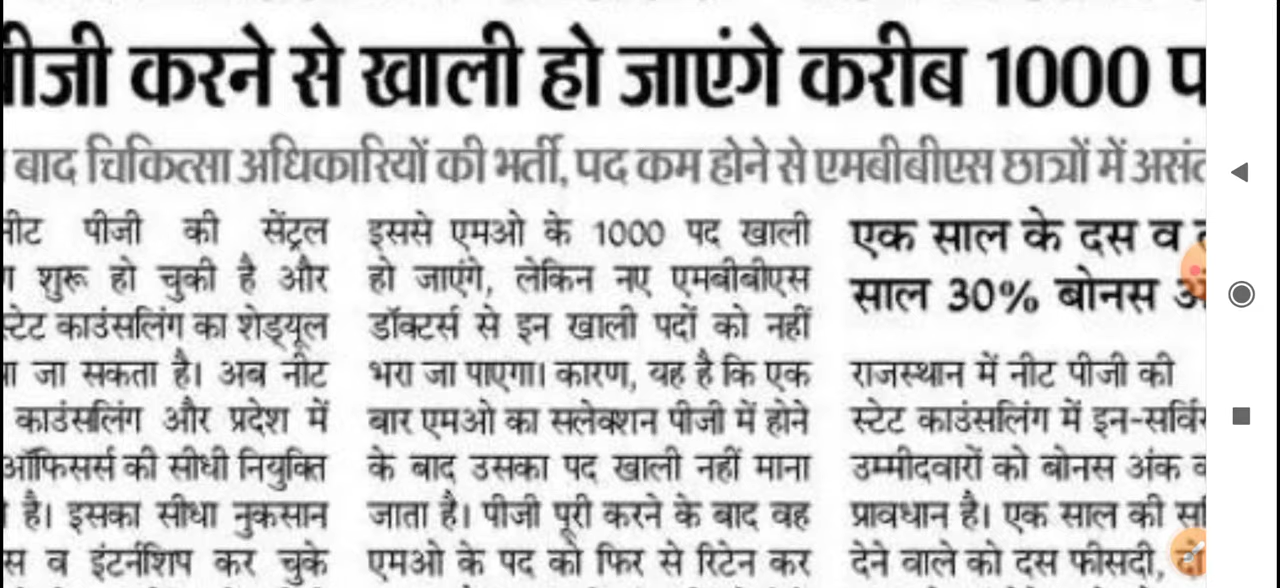 पीजी करने से खाली हो जाएंगे करीब 1000
बाद चिकित्सा अधिकारियों की भर्ती, पद कम होने से एमबीबीएस छात्रों में
नीट पीजी की सेंट्रल
शुरू हो चुकी है और
स्टेट काउंसलिंग का शेड्यूल
जा सकता है। अब नीट
काउंसलिंग और प्रदेश में
ऑफिसर्स की सीधी नियुक्ति
है। इसका सीधा नुकसान
व इंटर्नशिप कर चुके
इससे एमओ के 1000 पद खाली
हो जाएंगे, लेकिन नए एमबीबीएस
डॉक्टर्स से इन खाली पदों को नहीं
भरा जा पाएगा। कारण, यह है कि एक
बार एमओ का सलेक्शन पीजी में होने
के बाद उसका पद खाली नहीं माना
जाता है। पीजी पूरी करने के बाद वह
एमओ के पद को फिर से रिटेन कर
एक साल के दस व
साल 30% बोनस
राजस्थान में नीट पीजी की
स्टेट काउंसलिंग में इन-सर्विस
उम्मीदवारों को बोनस अंक
प्रावधान है। एक साल की
देने वाले को दस फीसदी,